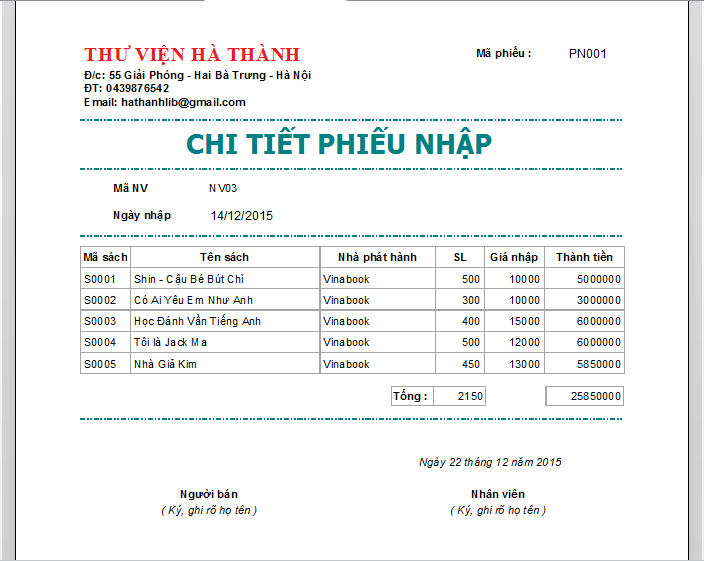 THƯ VIỆN HÀ THÀNH Mã phiếu : PN001
Đ/c: 55 Giải Phóng - Hai Bà Trưng - Hà Nội
ĐT: 0439876542
Email: hathanhlib@gmail.com
CHI TIẾT PHIẾU NHẬP
Mã NV NV03
Ngày nhập 14/12/2015
Mã sách Tên sách Nhà phát hành SL Giá nhập Thành tiền
S0001 Shin - Cậu Bé Bút Chì Vinabook 500 10000 5000000
S0002 Có Ai Yêu Em Như Anh Vinabook 300 10000 3000000
S0003 Học Đánh Vần Tiếng Anh Vinabook 400 15000 6000000
S0004 Tôi là Jack Ma Vinabook 500 12000 6000000
S0005 Nhà Giả Kim Vinabook 450 13000 5850000
Tổng : 2150 25850000
Ngày 22 tháng 12 năm 2015
Người bán Nhân viên
( Ký, ghi rõ họ tên ) ( Ký, ghi rõ họ tên )